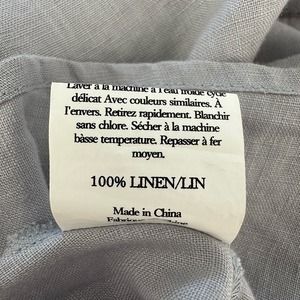 Laver à la machine à l'eau froide cycle
délicat Avec couleurs similaires. À
l'envers. Retirez rapidement. Blanchir
sans chlore. Sécher à la machine
bàsse temperature. Repasser à fer
moyen.
100% LINEN/LIN
Made in China